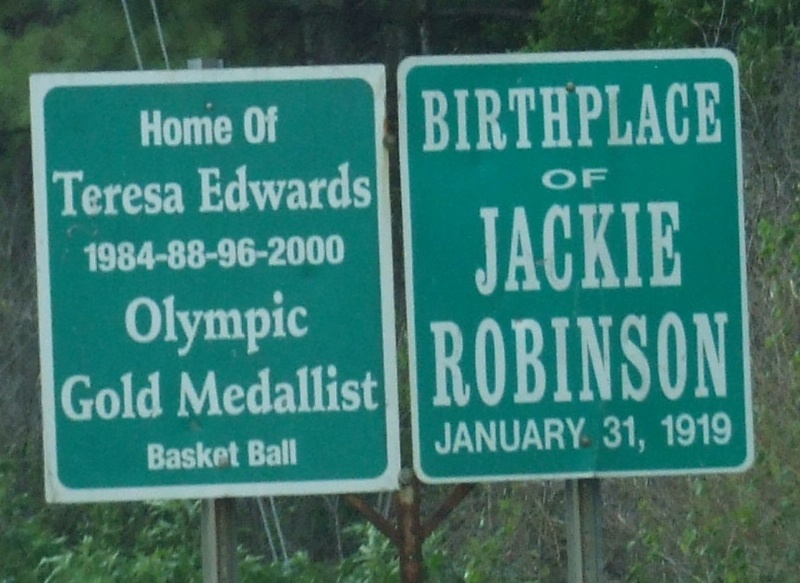 Home Of
Teresa Edwards
1984-88-96-2000
Olympic
Gold Medallist
Basket Ball
BIRTHPLACE
OF
JACKIE
ROBINSON
JANUARY 31, 1919